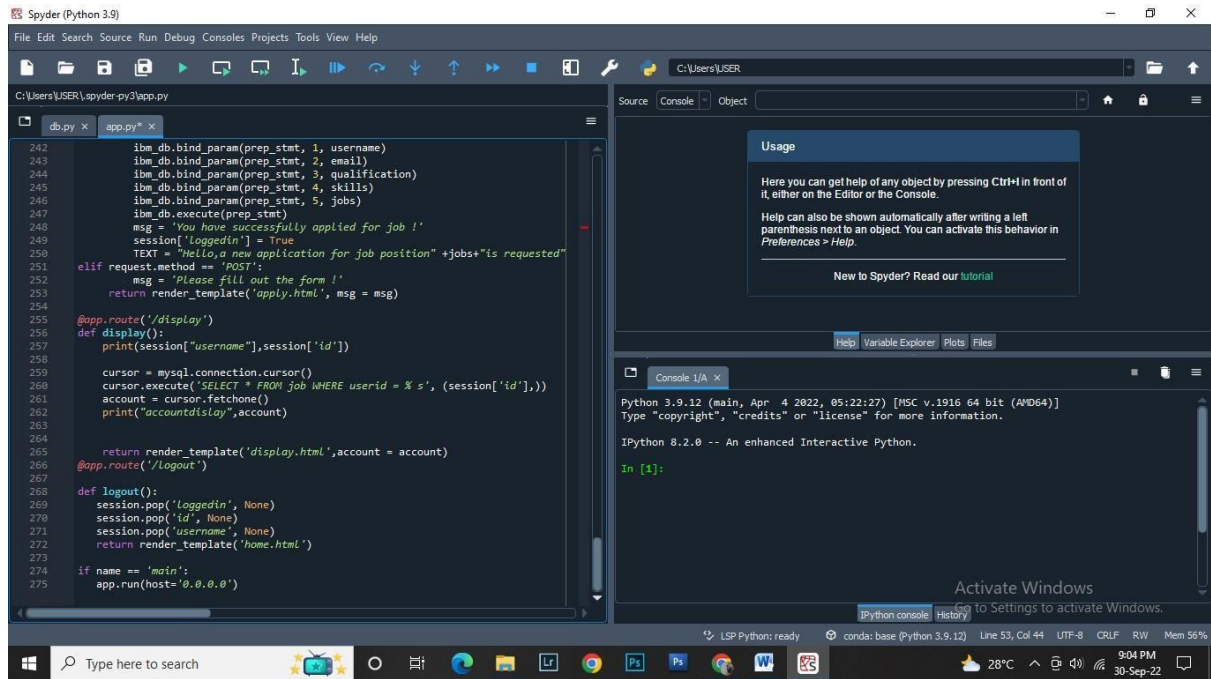 Spyder (Python 3.9)
File Edit Search Source Run Debug Consoles Projects Tools View Help
C:\Users\USER
C:\Users\USER\.spyder-py3\app.py
db.py
app.py*
242 ibm_db.bind_param(prep_stmt, 1, username)
243 ibm_db.bind_param(prep_stmt, 2, email)
244 ibm_db.bind_param(prep_stmt, 3, qualification)
245 ibm_db.bind_param(prep_stmt, 4, skills)
246 ibm_db.bind_param(prep_stmt, 5, jobs)
247 ibm_db.execute(prep_stmt)
248 msg = 'You have successfully applied for job !'
249 session['loggedin'] = True
250 TEXT = "Hello,a new application for job position" +jobs+"is requested"
251 elif request.method == 'POST':
252 msg = 'Please fill out the form !'
253 return render_template('apply.html', msg = msg)
254
255 @app.route('/display')
256 def display():
257 print(session["username"],session['id'])
258
259 cursor = mysql.connection.cursor()
260 cursor.execute('SELECT * FROM job WHERE userid = % s', (session['id'],))
261 account = cursor.fetchone()
262 print("accountdislay",account)
263
264
265 return render_template('display.html',account = account)
266 @app.route('/logout')
267
268 def logout():
269 session.pop('loggedin', None)
270 session.pop('id', None)
271 session.pop('username', None)
272 return render_template('home.html')
273
274 if name == 'main':
275 app.run(host='0.0.0.0')
Source Console Object
Usage
Here you can get help of any object by pressing Ctrl+I in front of
it, either on the Editor or the Console.
Help can also be shown automatically after writing a left
parenthesis next to an object. You can activate this behavior in
Preferences > Help.
New to Spyder? Read our tutorial
Help Variable Explorer Plots Files
Console 1/A
Python 3.9.12 (main, Apr 4 2022, 05:22:27) [MSC v.1916 64 bit (AMD64)]
Type "copyright", "credits" or "license" for more information.
IPython 8.2.0 -- An enhanced Interactive Python.
In [1]:
Activate Windows
Go to Settings to activate Windows.
IPython console History
LSP Python: ready conda: base (Python 3.9.12) Line 53, Col 44 UTF-8 CRLF RW Mem 56%
Type here to search
Lr
Ps
Ps
W
28°C
9:04 PM
30-Sep-22